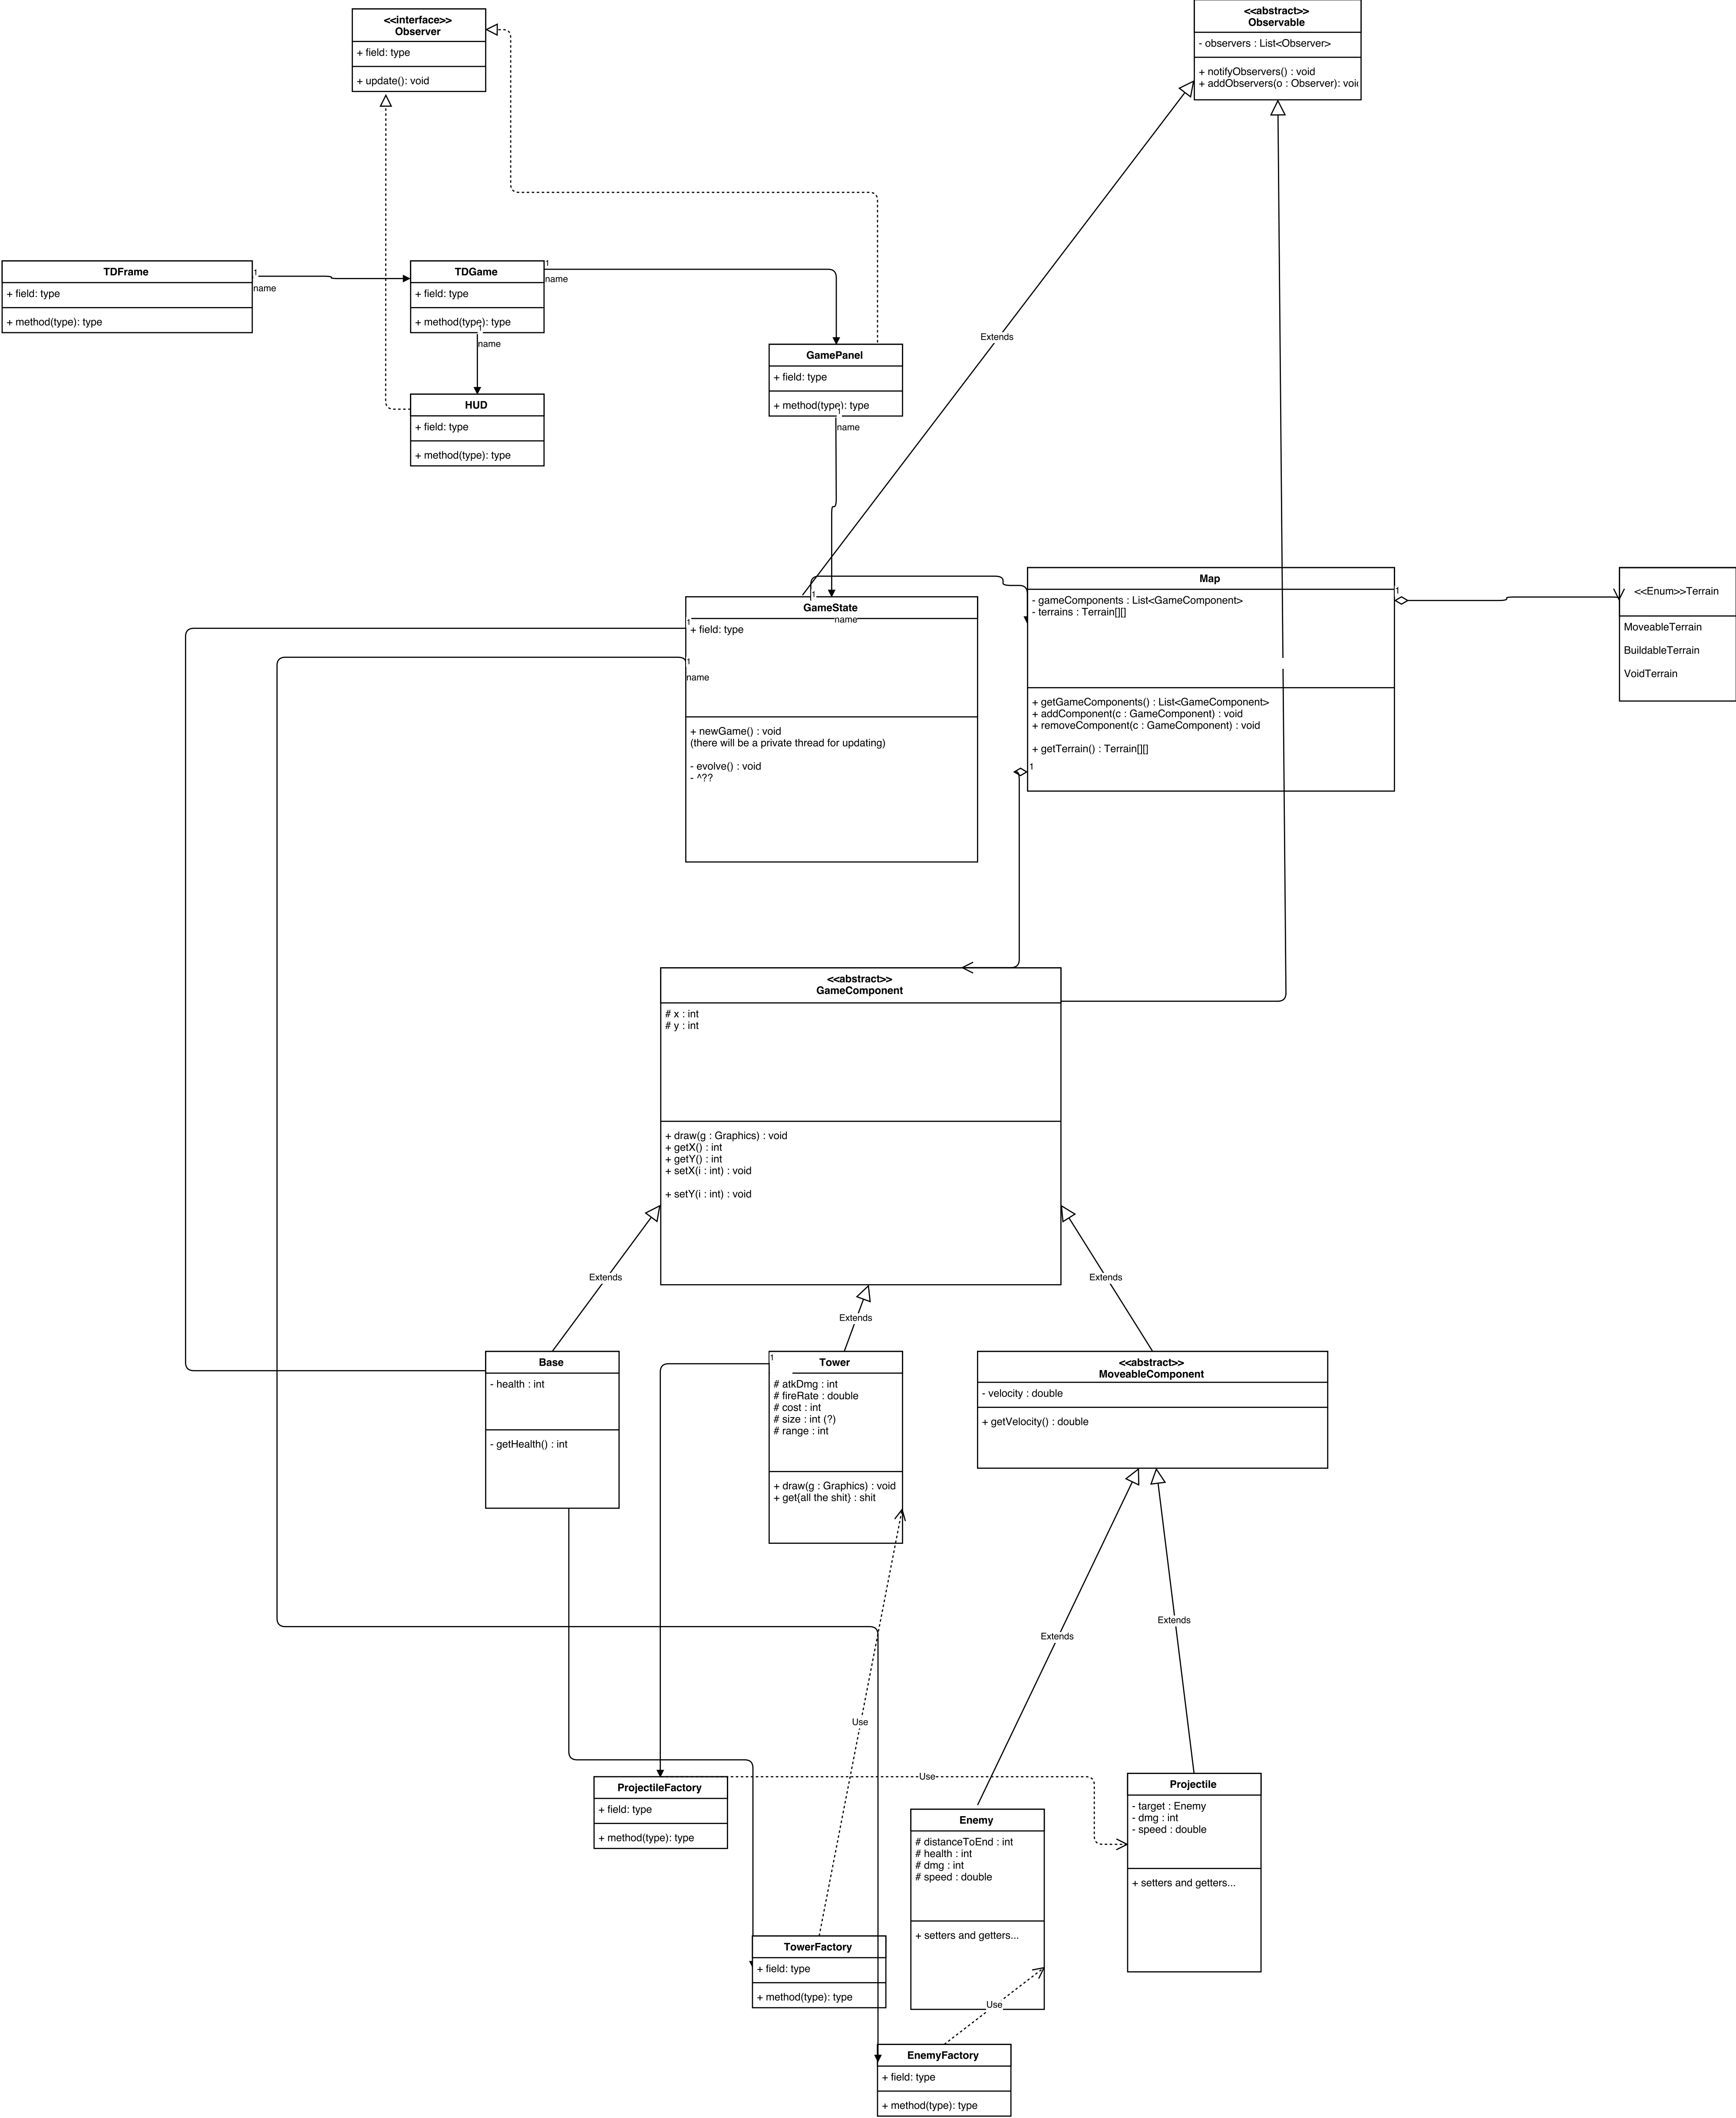 <<interface>>
Observer
+ field: type
+ update(): void
<<abstract>>
Observable
- observers : List<Observer>
+ notifyObservers() : void
+ addObservers(o : Observer): voi
TDFrame
+ field: type
+ method(type): type
1
name
TDGame
+ field: type
+ method(type): type
1
name
1
name
HUD
+ field: type
+ method(type): type
GamePanel
+ field: type
+ method(type): type
1
name
Extends
GameState
1
name
1
+ field: type
1
name
+ newGame() : void
(there will be a private thread for updating)
- evolve() : void
- ^??
Map
- gameComponents : List<GameComponent>
- terrains : Terrain[][]
+ getGameComponents() : List<GameComponent>
+ addComponent(c : GameComponent) : void
+ removeComponent(c : GameComponent) : void
+ getTerrain() : Terrain[][]
1
1
<<Enum>>Terrain
MoveableTerrain
BuildableTerrain
VoidTerrain
<<abstract>>
GameComponent
# x : int
# y : int
+ draw(g : Graphics) : void
+ getX() : int
+ getY() : int
+ setX(i : int) : void
+ setY(i : int) : void
Extends
Extends
Extends
Base
- health : int
- getHealth() : int
1
Tower
# atkDmg : int
# fireRate : double
# cost : int
# size : int (?)
# range : int
+ draw(g : Graphics) : void
+ get{all the shit} : shit
<<abstract>>
MoveableComponent
- velocity : double
+ getVelocity() : double
Extends
Extends
Use
Use
ProjectileFactory
+ field: type
+ method(type): type
Projectile
- target : Enemy
- dmg : int
- speed : double
+ setters and getters...
Enemy
# distanceToEnd : int
# health : int
# dmg : int
# speed : double
+ setters and getters...
TowerFactory
+ field: type
+ method(type): type
Use
EnemyFactory
+ field: type
+ method(type): type